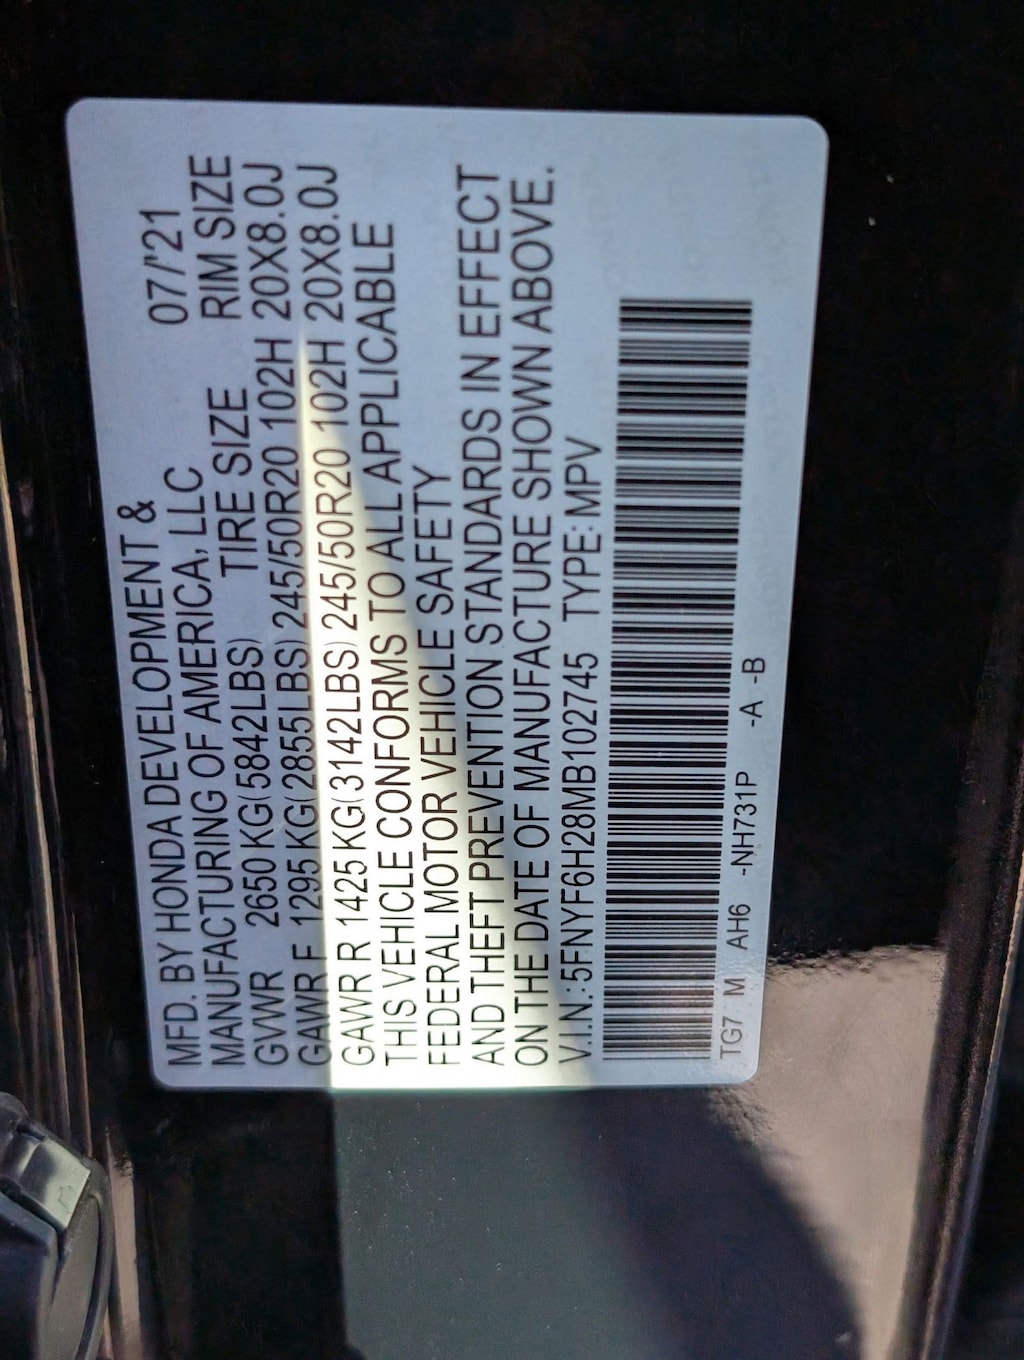 MFD. BY HONDA DEVELOPMENT & 07/'21
MANUFACTURING OF AMERICA, LLC
GVWR 2650 KG(5842LBS) TIRE SIZE RIM SIZE
GAWR F 1295 KG(2855LBS) 245/50R20 102H 20X8.0J
GAWR R 1425 KG(3142LBS) 245/50R20 102H 20X8.0J
THIS VEHICLE CONFORMS TO ALL APPLICABLE
FEDERAL MOTOR VEHICLE SAFETY
AND THEFT PREVENTION STANDARDS IN EFFECT
ON THE DATE OF MANUFACTURE SHOWN ABOVE.
V.I.N.: 5FNYF6H28MB102745 TYPE: MPV
TG7 M AH6 -NH731P -A -B